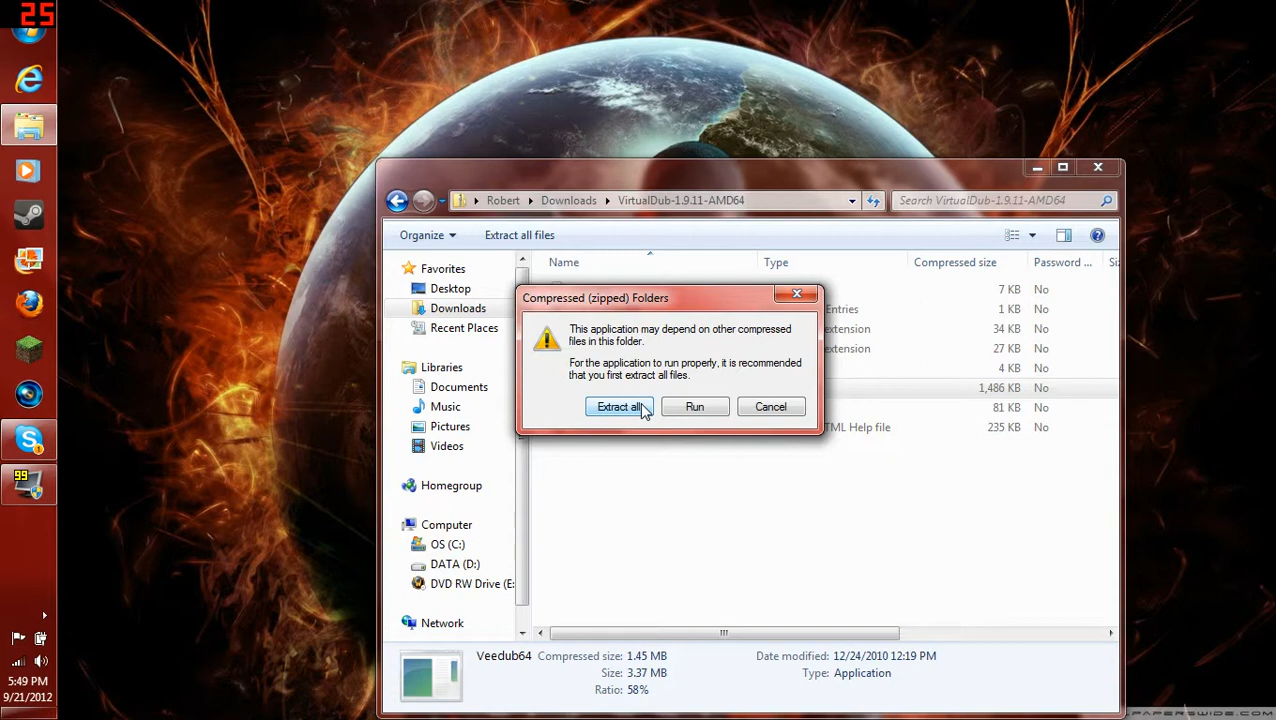 25
Robert
Downloads
VirtualDub-1.9.11-AMD64
Search VirtualDub-1.9.11-AMD64
Organize
Extract all files
Name
Type
Compressed size
Password ...
Siz
Favorites
Desktop
Downloads
Recent Places
Libraries
Documents
Music
Pictures
Videos
Homegroup
Computer
OS (C:)
DATA (D:)
DVD RW Drive (E:
Network
7 KB No
Entries 1 KB No
extension 34 KB No
extension 27 KB No
4 KB No
1,486 KB No
81 KB No
TML Help file 235 KB No
Compressed (zipped) Folders
This application may depend on other compressed
files in this folder.
For the application to run properly, it is recommended
that you first extract all files.
Extract all
Run
Cancel
Veedub64 Compressed size: 1.45 MB Date modified: 12/24/2010 12:19 PM
Size: 3.37 MB Type: Application
Ratio: 58%
99
5:49 PM
9/21/2012